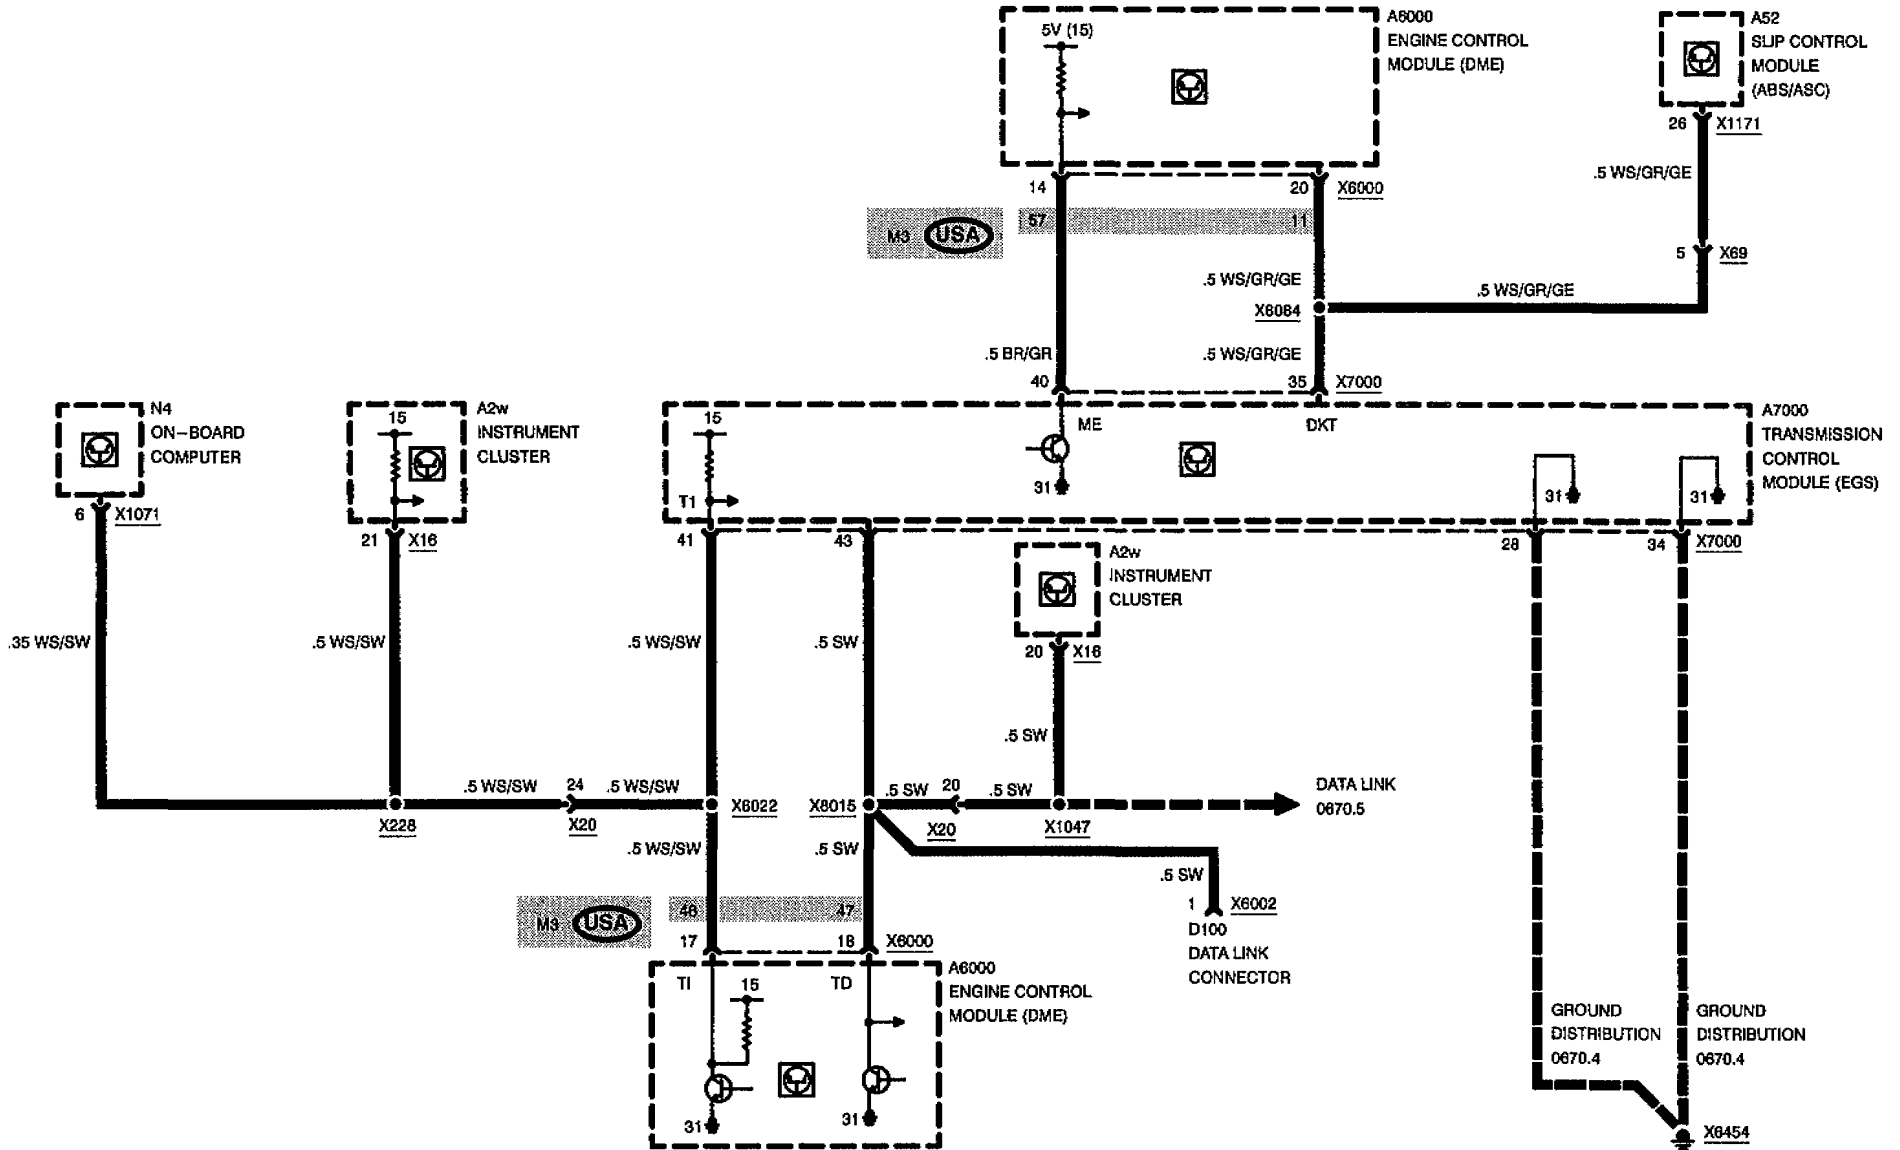 5V (15)
A6000
ENGINE CONTROL
MODULE (DME)
A52
SLIP CONTROL
MODULE
(ABS/ASC)
26 X1171
.5 WS/GR/GE
14
20 X6000
M3 USA
57
11
5 X69
.5 WS/GR/GE
.5 WS/GR/GE
X8084
.5 BR/GR
.5 WS/GR/GE
40
35 X7000
N4
ON-BOARD
COMPUTER
15
A2w
INSTRUMENT
CLUSTER
15
T1
ME
31
DKT
31
31
A7000
TRANSMISSION
CONTROL
MODULE (EGS)
6 X1071
21 X16
41
43
28
34 X7000
A2w
INSTRUMENT
CLUSTER
20 X16
.35 WS/SW
.5 WS/SW
.5 WS/SW
.5 SW
.5 SW
.5 WS/SW
24
.5 WS/SW
X228
X20
X6022
X8015
.5 SW
20
.5 SW
X20
X1047
DATA LINK
0670.5
.5 WS/SW
.5 SW
.5 SW
1 X6002
D100
DATA LINK
CONNECTOR
M3 USA
46
47
17
18 X6000
TI
15
TD
31
31
A6000
ENGINE CONTROL
MODULE (DME)
GROUND
DISTRIBUTION
0670.4
GROUND
DISTRIBUTION
0670.4
X6454